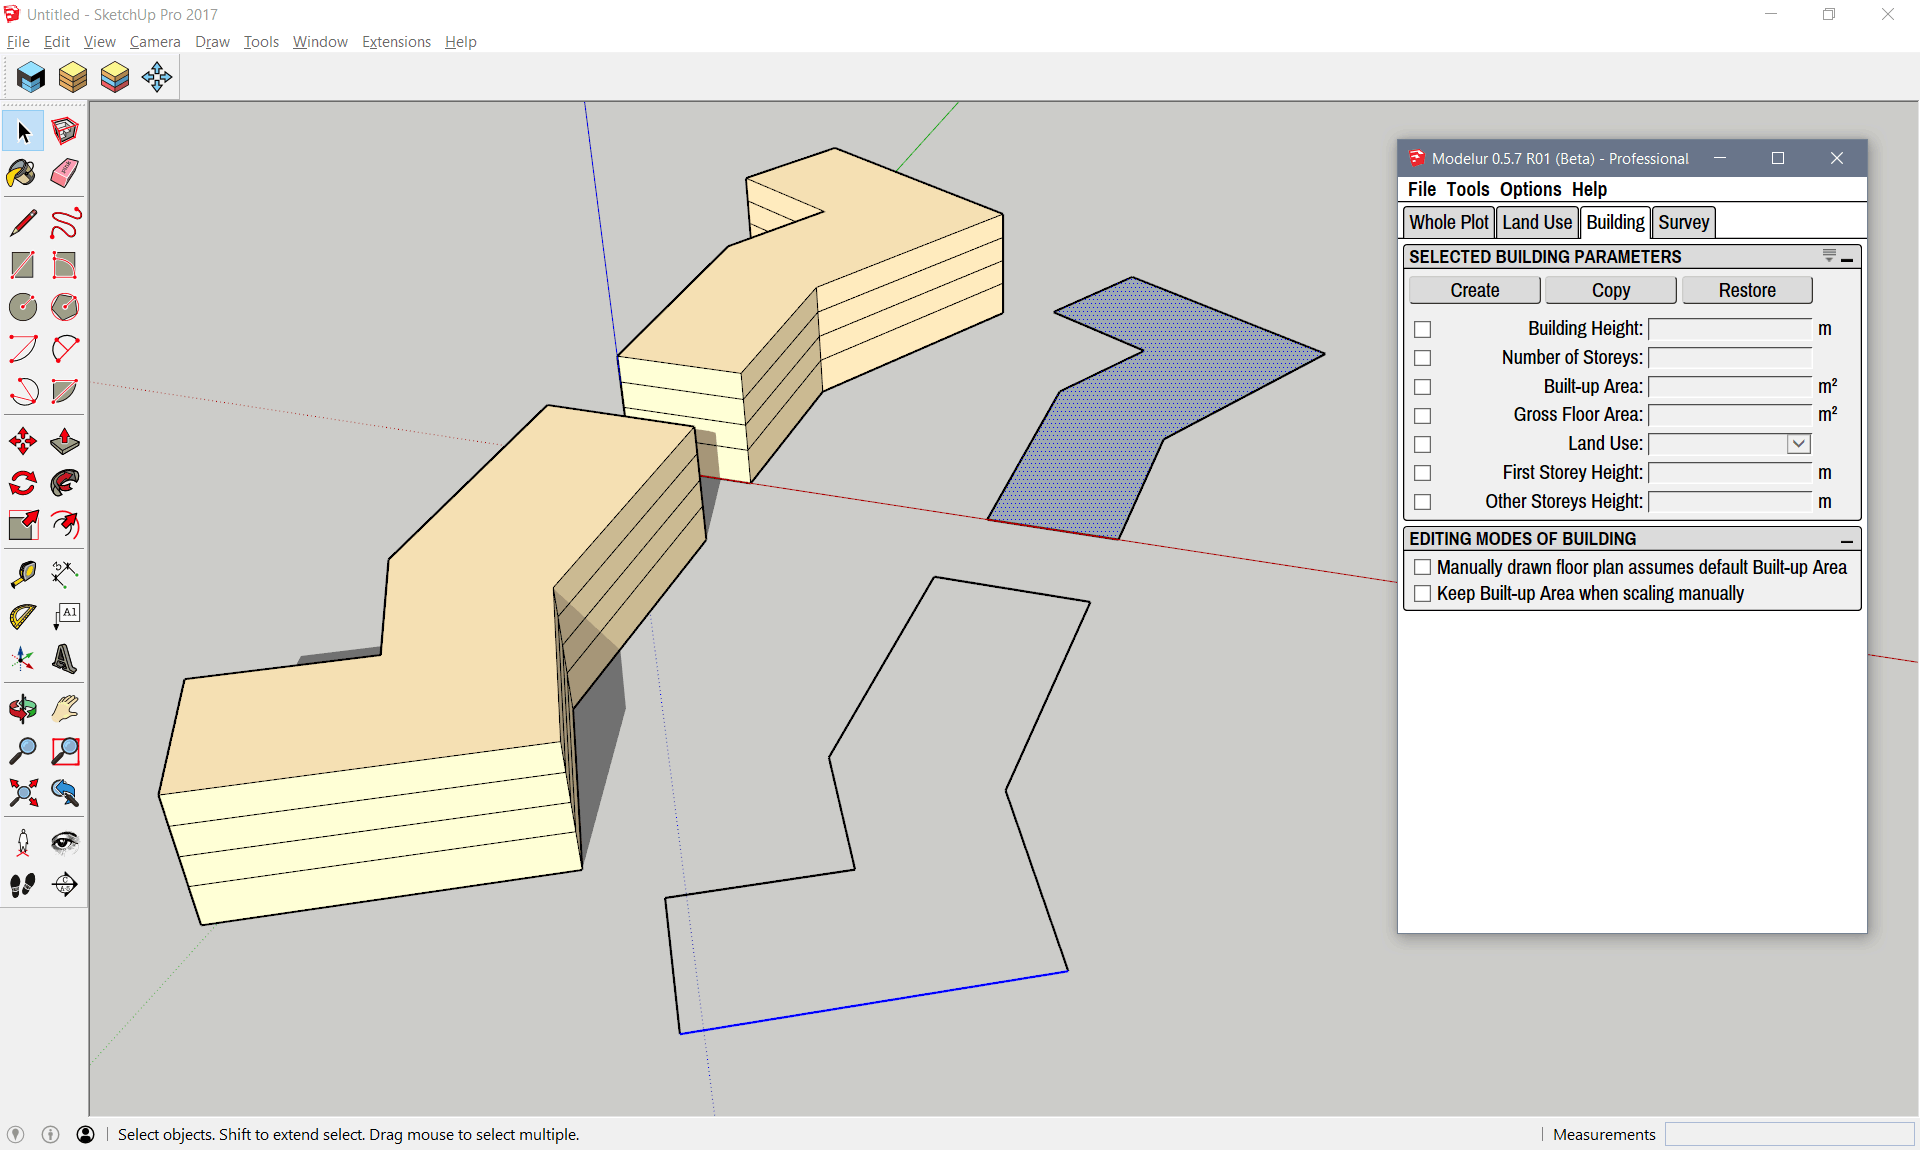 Untitled - SketchUp Pro 2017
File Edit View Camera Draw Tools Window Extensions Help
Modelur 0.5.7 R01 (Beta) - Professional
File Tools Options Help
Whole Plot Land Use Building Survey
SELECTED BUILDING PARAMETERS
Create Copy Restore
Building Height: m
Number of Storeys:
Built-up Area: m²
Gross Floor Area: m²
Land Use:
First Storey Height: m
Other Storeys Height: m
EDITING MODES OF BUILDING
Manually drawn floor plan assumes default Built-up Area
Keep Built-up Area when scaling manually
A1
Select objects. Shift to extend select. Drag mouse to select multiple.
Measurements